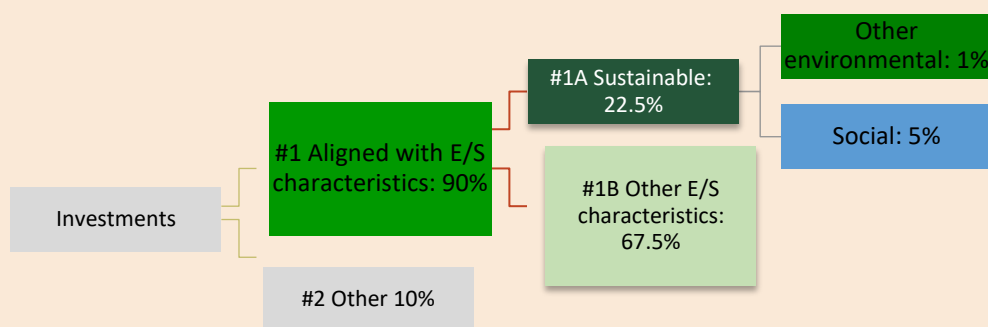 Investments
#1 Aligned with E/S
characteristics: 90%
#2 Other 10%
#1A Sustainable:
22.5%
#1B Other E/S
characteristics:
67.5%
Other
environmental: 1%
Social: 5%